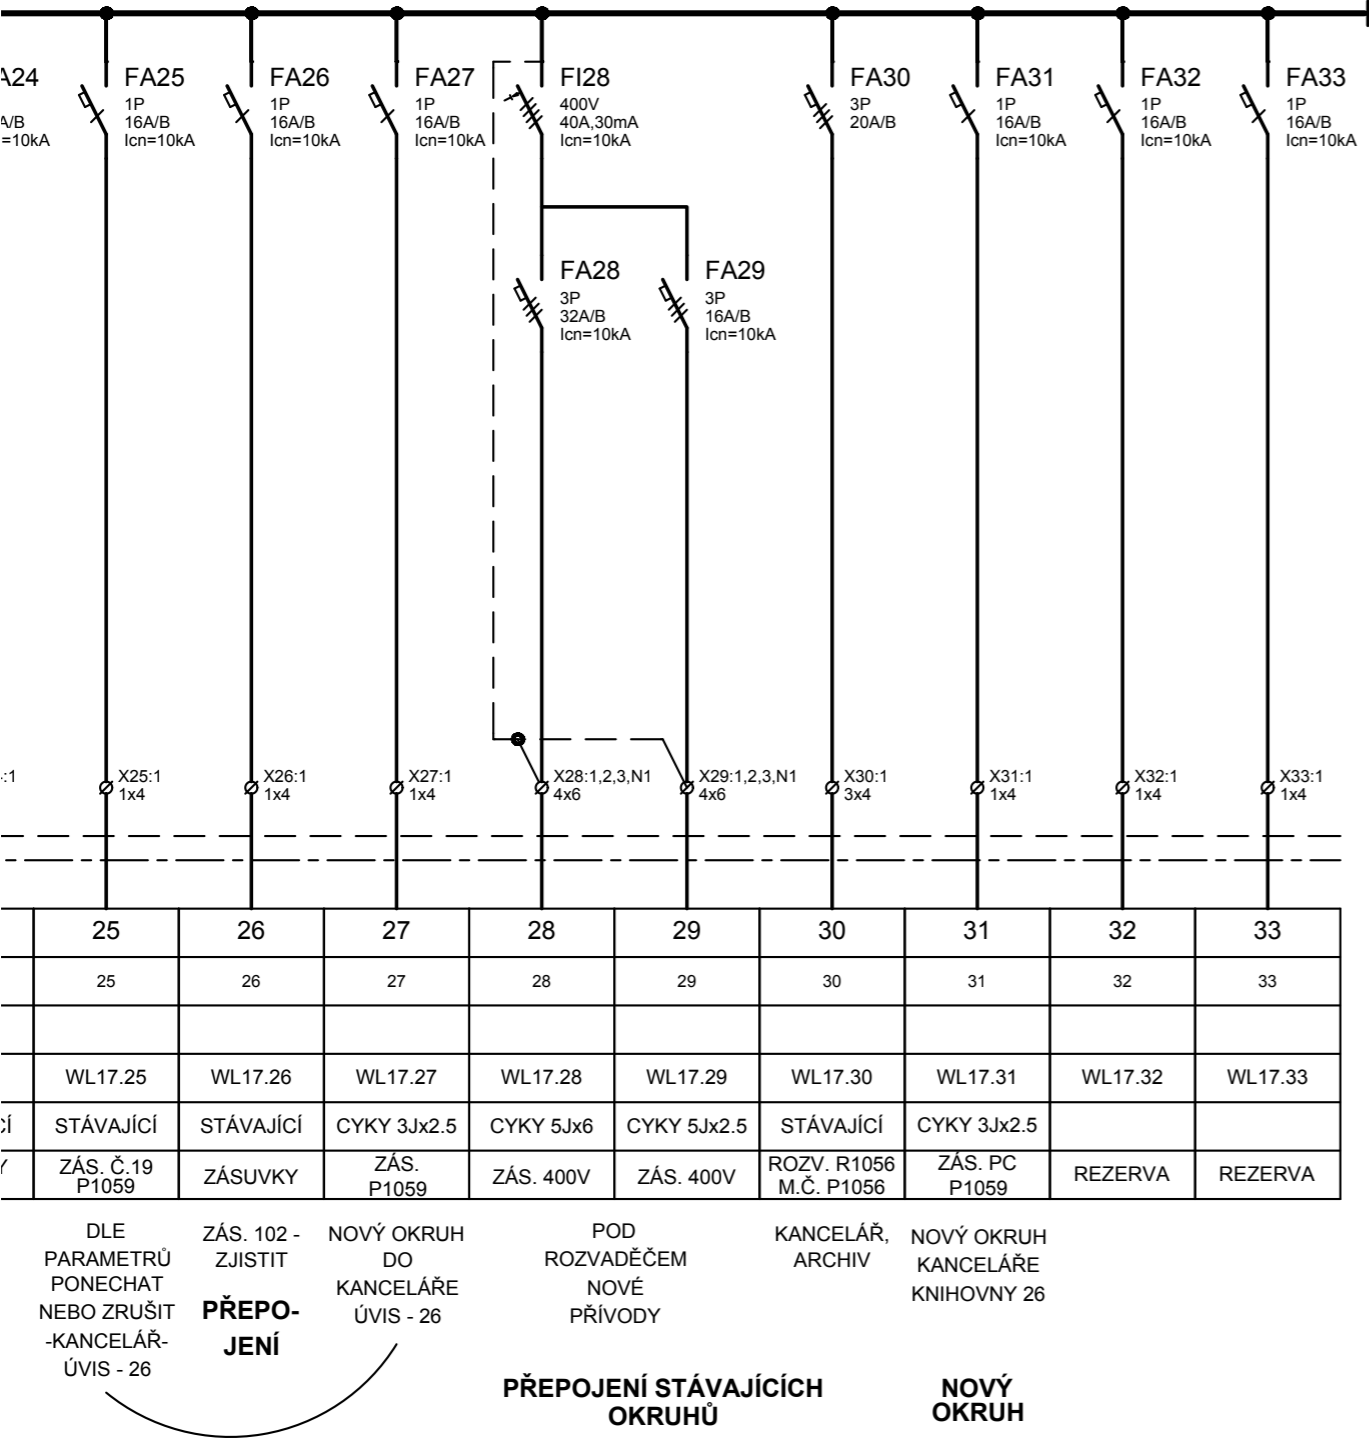 A24
A/B
=10kA
FA25
1P
16A/B
Icn=10kA
FA26
1P
16A/B
Icn=10kA
FA27
1P
16A/B
Icn=10kA
FI28
400V
40A,30mA
Icn=10kA
FA30
3P
20A/B
FA31
1P
16A/B
Icn=10kA
FA32
1P
16A/B
Icn=10kA
FA33
1P
16A/B
Icn=10kA
FA28
3P
32A/B
Icn=10kA
FA29
3P
16A/B
Icn=10kA
:1
X25:1
1x4
X26:1
1x4
X27:1
1x4
X28:1,2,3,N1
4x6
X29:1,2,3,N1
4x6
X30:1
3x4
X31:1
1x4
X32:1
1x4
X33:1
1x4
25 26 27 28 29 30 31 32 33
25 26 27 28 29 30 31 32 33
WL17.25 WL17.26 WL17.27 WL17.28 WL17.29 WL17.30 WL17.31 WL17.32 WL17.33
CÍ STÁVAJÍCÍ STÁVAJÍCÍ CYKY 3Jx2.5 CYKY 5Jx6 CYKY 5Jx2.5 STÁVAJÍCÍ CYKY 3Jx2.5
Y
ZÁS. Č.19
P1059
ZÁSUVKY
ZÁS.
P1059
ZÁS. 400V
ZÁS. 400V
ROZV. R1056
M.Č. P1056
ZÁS. PC
P1059
REZERVA
REZERVA
DLE
PARAMETRŮ
PONECHAT
NEBO ZRUŠIT
-KANCELÁŘ-
ÚVIS - 26
ZÁS. 102 -
ZJISTIT
PŘEPO-
JENÍ
NOVÝ OKRUH
DO
KANCELÁŘE
ÚVIS - 26
POD
ROZVADĚČEM
NOVÉ
PŘÍVODY
KANCELÁŘ,
ARCHIV
NOVÝ OKRUH
KANCELÁŘE
KNIHOVNY 26
PŘEPOJENÍ STÁVAJÍCÍCH
OKRUHŮ
NOVÝ
OKRUH